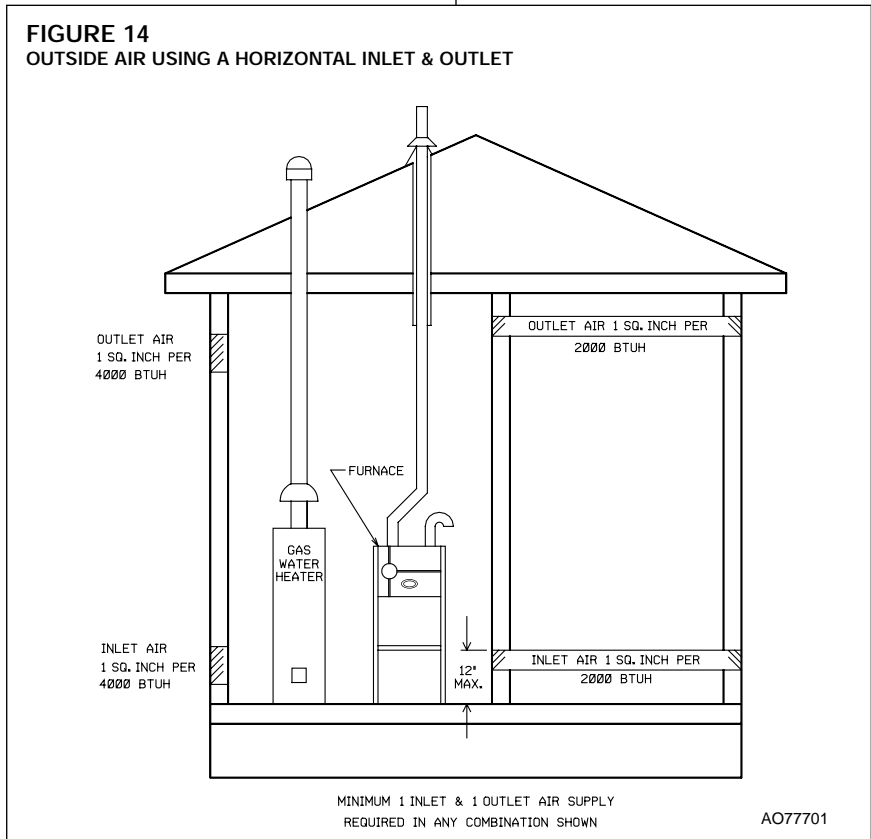 FIGURE 14
OUTSIDE AIR USING A HORIZONTAL INLET & OUTLET
OUTLET AIR
1 SQ. INCH PER
4000 BTUH
OUTLET AIR 1 SQ. INCH PER
2000 BTUH
FURNACE
GAS
WATER
HEATER
INLET AIR
1 SQ. INCH PER
4000 BTUH
12"
MAX.
INLET AIR 1 SQ. INCH PER
2000 BTUH
MINIMUM 1 INLET & 1 OUTLET AIR SUPPLY
REQUIRED IN ANY COMBINATION SHOWN
AO77701